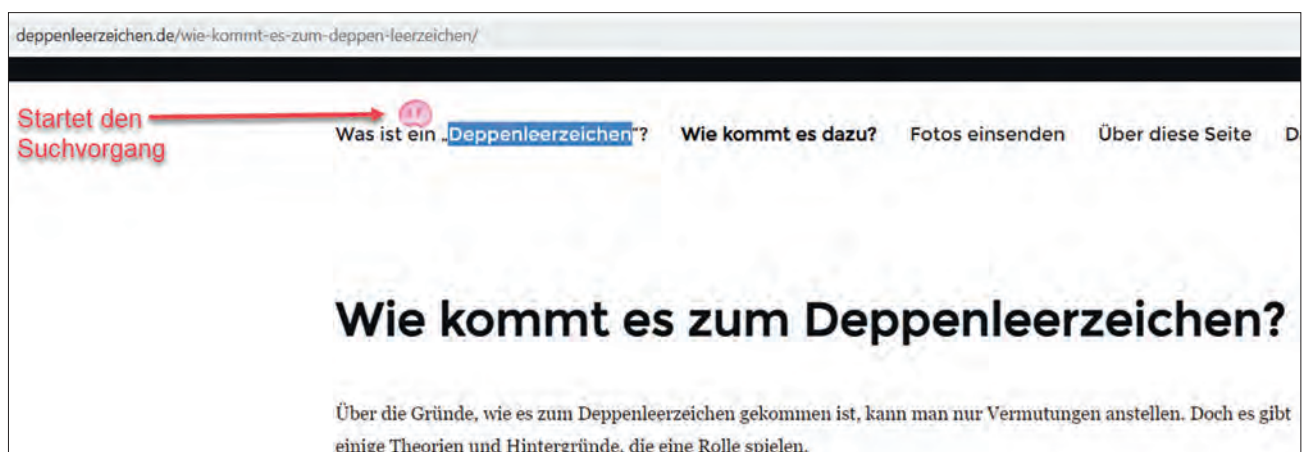 deppenleerzeichen.de/wie-kommt-es-zum-deppen-leerzeichen/
Startet den
Suchvorgang
Was ist ein „Deppenleerzeichen“? Wie kommt es dazu? Fotos einsenden Über diese Seite D
Wie kommt es zum Deppenleerzeichen?
Über die Gründe, wie es zum Deppenleerzeichen gekommen ist, kann man nur Vermutungen anstellen. Doch es gibt
einige Theorien und Hintergründe, die eine Rolle spielen.